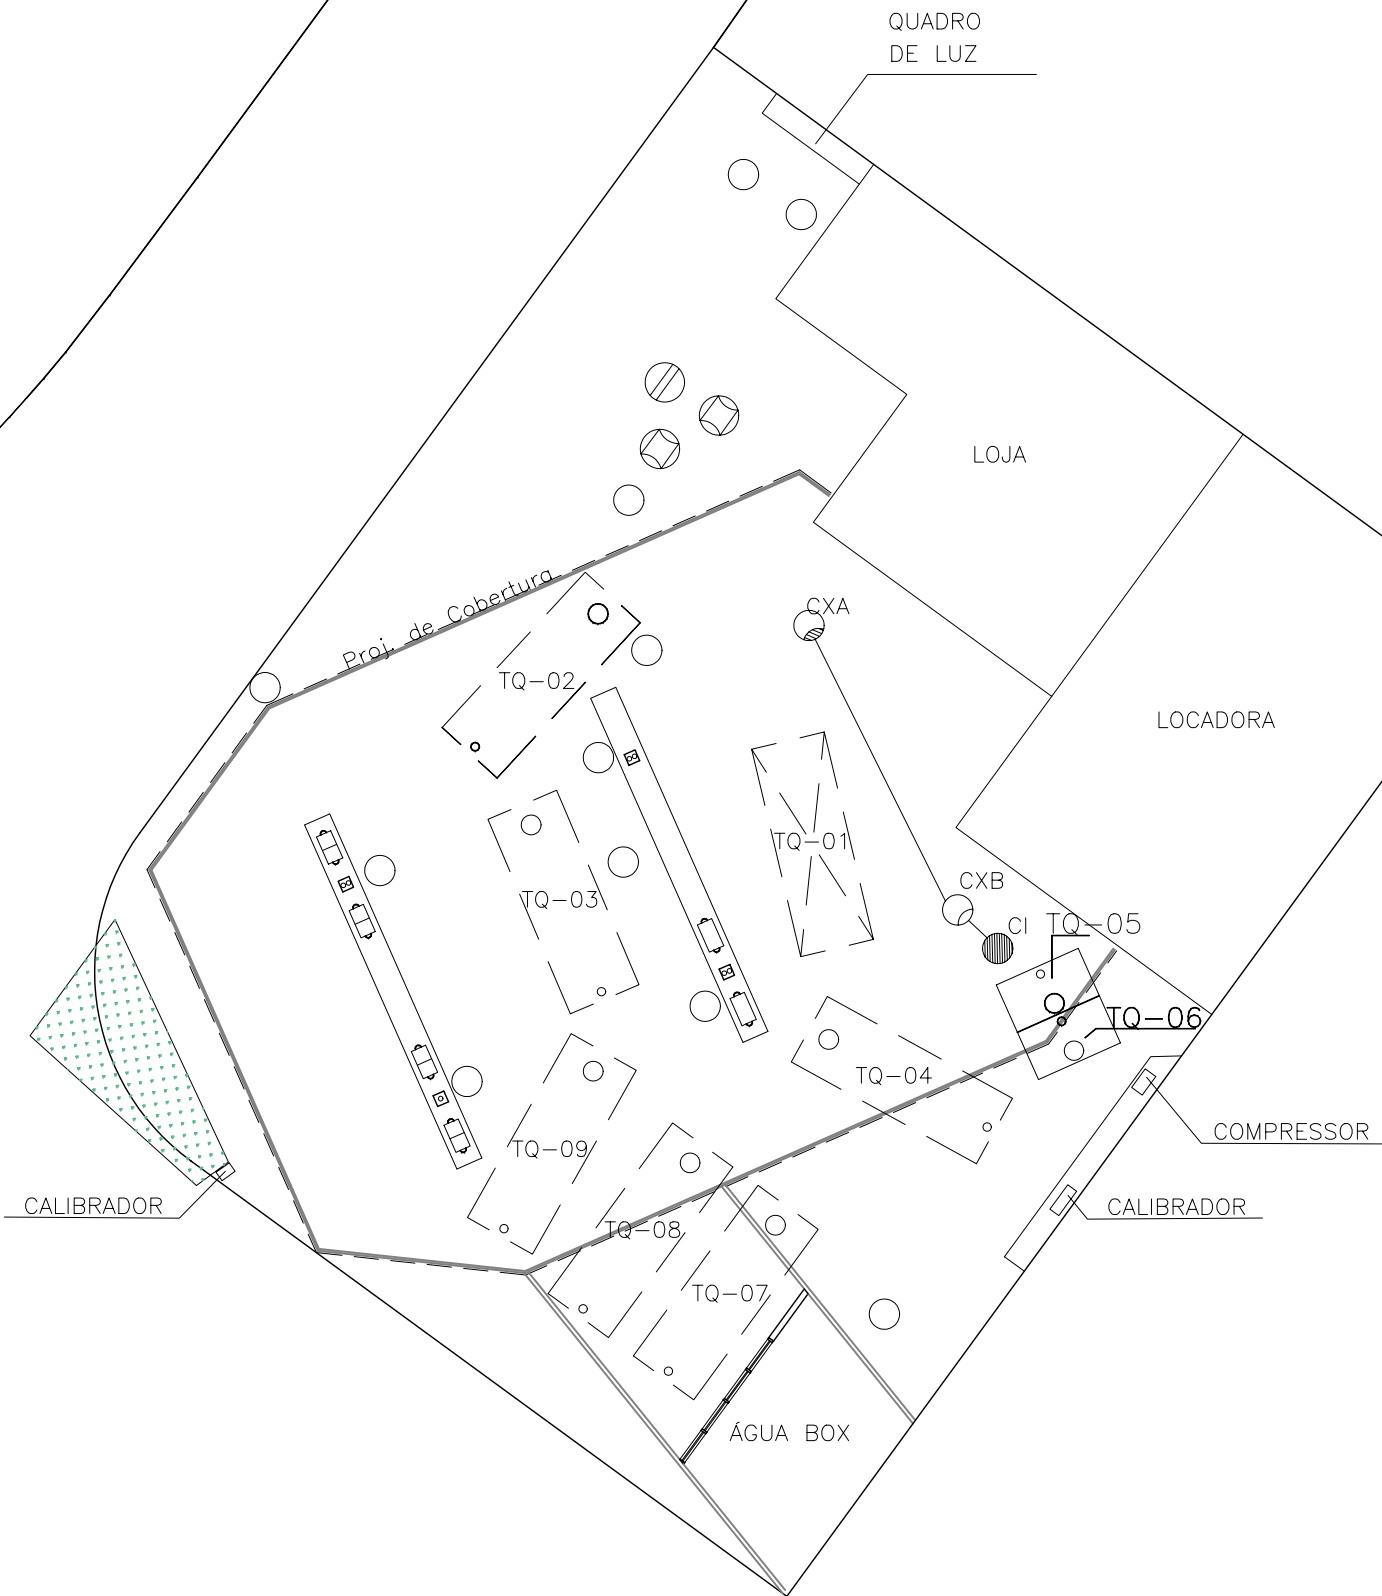 QUADRO
DE LUZ
LOJA
Proj. de Cobertura
CXA
TQ-02
LOCADORA
TQ-01
CXB
TQ-03
CI
TQ-05
TQ-06
TQ-04
COMPRESSOR
TQ-09
CALIBRADOR
CALIBRADOR
TQ-08
TQ-07
ÁGUA BOX